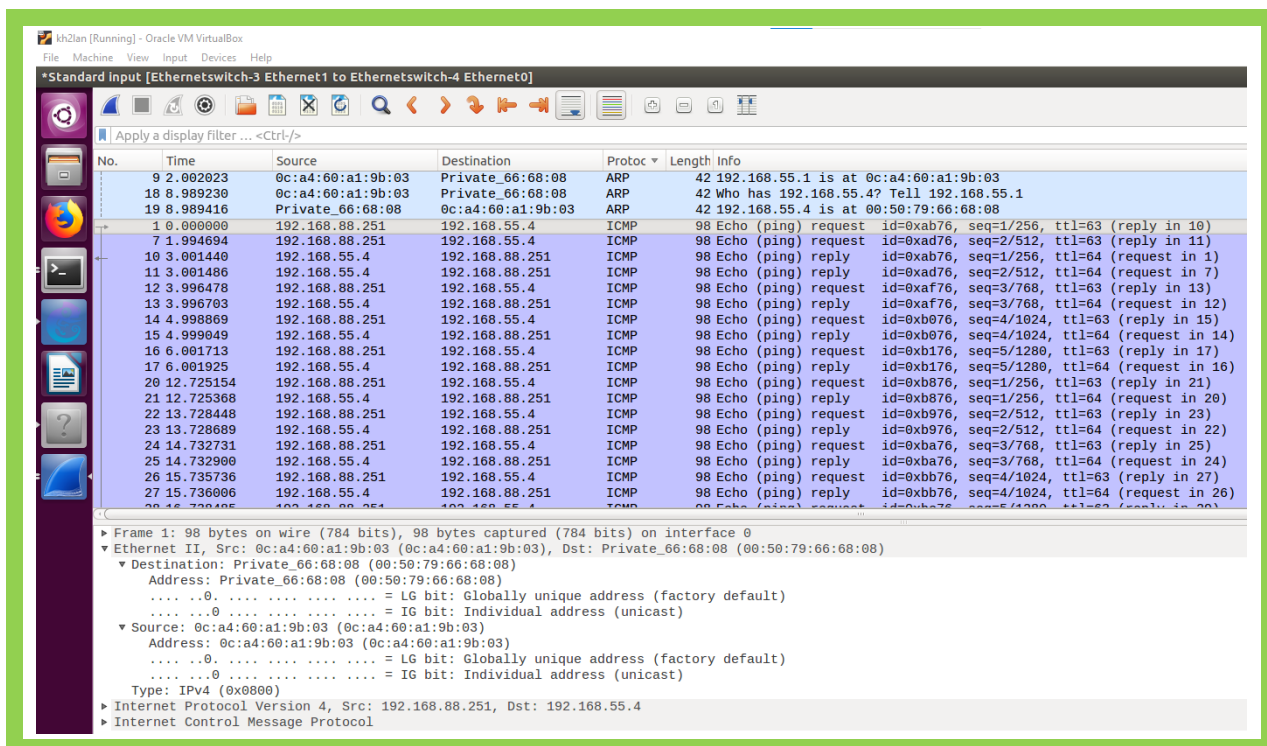 kh2lan [Running] - Oracle VM VirtualBox
File Machine View Input Devices Help
*Standard input [Ethernetswitch-3 Ethernet1 to Ethernetswitch-4 Ethernet0]
Apply a display filter ... <Ctrl-/>
No. Time Source Destination Protoc Length Info
9 2.002023 0c:a4:60:a1:9b:03 Private_66:68:08 ARP 42 192.168.55.1 is at 0c:a4:60:a1:9b:03
18 8.989230 0c:a4:60:a1:9b:03 Private_66:68:08 ARP 42 Who has 192.168.55.4? Tell 192.168.55.1
19 8.989416 Private_66:68:08 0c:a4:60:a1:9b:03 ARP 42 192.168.55.4 is at 00:50:79:66:68:08
1 0.000000 192.168.88.251 192.168.55.4 ICMP 98 Echo (ping) request id=0xab76, seq=1/256, ttl=63 (reply in 10)
7 1.994694 192.168.88.251 192.168.55.4 ICMP 98 Echo (ping) request id=0xad76, seq=2/512, ttl=63 (reply in 11)
10 3.001440 192.168.55.4 192.168.88.251 ICMP 98 Echo (ping) reply id=0xab76, seq=1/256, ttl=64 (request in 1)
11 3.001486 192.168.55.4 192.168.88.251 ICMP 98 Echo (ping) reply id=0xad76, seq=2/512, ttl=64 (request in 7)
12 3.996478 192.168.88.251 192.168.55.4 ICMP 98 Echo (ping) request id=0xaf76, seq=3/768, ttl=63 (reply in 13)
13 3.996703 192.168.55.4 192.168.88.251 ICMP 98 Echo (ping) reply id=0xaf76, seq=3/768, ttl=64 (request in 12)
14 4.998869 192.168.88.251 192.168.55.4 ICMP 98 Echo (ping) request id=0xb076, seq=4/1024, ttl=63 (reply in 15)
15 4.999049 192.168.55.4 192.168.88.251 ICMP 98 Echo (ping) reply id=0xb076, seq=4/1024, ttl=64 (request in 14)
16 6.001713 192.168.88.251 192.168.55.4 ICMP 98 Echo (ping) request id=0xb176, seq=5/1280, ttl=63 (reply in 17)
17 6.001925 192.168.55.4 192.168.88.251 ICMP 98 Echo (ping) reply id=0xb176, seq=5/1280, ttl=64 (request in 16)
20 12.725154 192.168.88.251 192.168.55.4 ICMP 98 Echo (ping) request id=0xb876, seq=1/256, ttl=63 (reply in 21)
21 12.725368 192.168.55.4 192.168.88.251 ICMP 98 Echo (ping) reply id=0xb876, seq=1/256, ttl=64 (request in 20)
22 13.728448 192.168.88.251 192.168.55.4 ICMP 98 Echo (ping) request id=0xb976, seq=2/512, ttl=63 (reply in 23)
23 13.728689 192.168.55.4 192.168.88.251 ICMP 98 Echo (ping) reply id=0xb976, seq=2/512, ttl=64 (request in 22)
24 14.732731 192.168.88.251 192.168.55.4 ICMP 98 Echo (ping) request id=0xba76, seq=3/768, ttl=63 (reply in 25)
25 14.732900 192.168.55.4 192.168.88.251 ICMP 98 Echo (ping) reply id=0xba76, seq=3/768, ttl=64 (request in 24)
26 15.735736 192.168.88.251 192.168.55.4 ICMP 98 Echo (ping) request id=0xbb76, seq=4/1024, ttl=63 (reply in 27)
27 15.736006 192.168.55.4 192.168.88.251 ICMP 98 Echo (ping) reply id=0xbb76, seq=4/1024, ttl=64 (request in 26)
Frame 1: 98 bytes on wire (784 bits), 98 bytes captured (784 bits) on interface 0
Ethernet II, Src: 0c:a4:60:a1:9b:03 (0c:a4:60:a1:9b:03), Dst: Private_66:68:08 (00:50:79:66:68:08)
Destination: Private_66:68:08 (00:50:79:66:68:08)
Address: Private_66:68:08 (00:50:79:66:68:08)
.... ..0. .... .... .... .... = LG bit: Globally unique address (factory default)
.... ...0 .... .... .... .... = IG bit: Individual address (unicast)
Source: 0c:a4:60:a1:9b:03 (0c:a4:60:a1:9b:03)
Address: 0c:a4:60:a1:9b:03 (0c:a4:60:a1:9b:03)
.... ..0. .... .... .... .... = LG bit: Globally unique address (factory default)
.... ...0 .... .... .... .... = IG bit: Individual address (unicast)
Type: IPv4 (0x0800)
Internet Protocol Version 4, Src: 192.168.88.251, Dst: 192.168.55.4
Internet Control Message Protocol